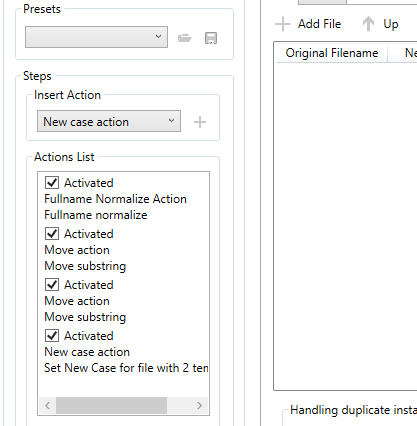 Presets
Steps
Insert Action
New case action
Actions List
Activated
Fullname Normalize Action
Fullname normalize
Activated
Move action
Move substring
Activated
Move action
Move substring
Activated
New case action
Set New Case for file with 2 ten
Add File
Up
Original Filename
Ne
Handling duplicate insta